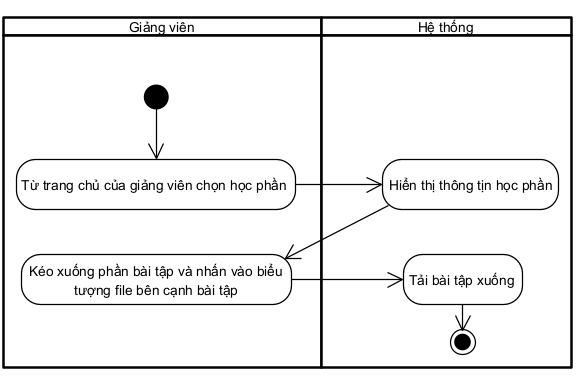 Giảng viên
Hệ thống
Từ trang chủ của giảng viên chọn học phần
Hiển thị thông tịn học phần
Kéo xuống phần bài tập và nhấn vào biểu
tượng file bên cạnh bài tập
Tải bài tập xuống